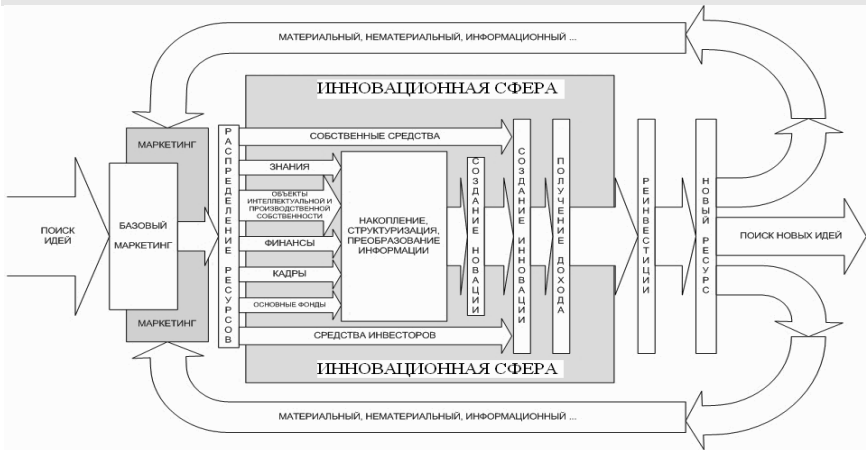 МАТЕРИАЛЬНЫЙ, НЕМАТЕРИАЛЬНЫЙ, ИНФОРМАЦИОННЫЙ ...
ИННОВАЦИОННАЯ СФЕРА
ПОИСК
ИДЕЙ
МАРКЕТИНГ
БАЗОВЫЙ
МАРКЕТИНГ
МАРКЕТИНГ
РАСПРЕДЕЛЕНИЕ РЕСУРСОВ
СОБСТВЕННЫЕ СРЕДСТВА
ЗНАНИЯ
ОБЪЕКТЫ
ИНТЕЛЛЕКТУАЛЬНОЙ И
ПРОИЗВОДСТВЕННОЙ
СОБСТВЕННОСТИ
ФИНАНСЫ
КАДРЫ
ОСНОВНЫЕ ФОНДЫ
СРЕДСТВА ИНВЕСТОРОВ
НАКОПЛЕНИЕ,
СТРУКТУРИЗАЦИЯ,
ПРЕОБРАЗОВАНИЕ
ИНФОРМАЦИИ
СОЗДАНИЕ НОВАЦИИ
СОЗДАНИЕ ИННОВАЦИИ
ПОЛУЧЕНИЕ ДОХОДА
РЕИНВЕСТИЦИИ
НОВЫЙ РЕСУРС
ПОИСК НОВЫХ ИДЕЙ
ИННОВАЦИОННАЯ СФЕРА
МАТЕРИАЛЬНЫЙ, НЕМАТЕРИАЛЬНЫЙ, ИНФОРМАЦИОННЫЙ ...